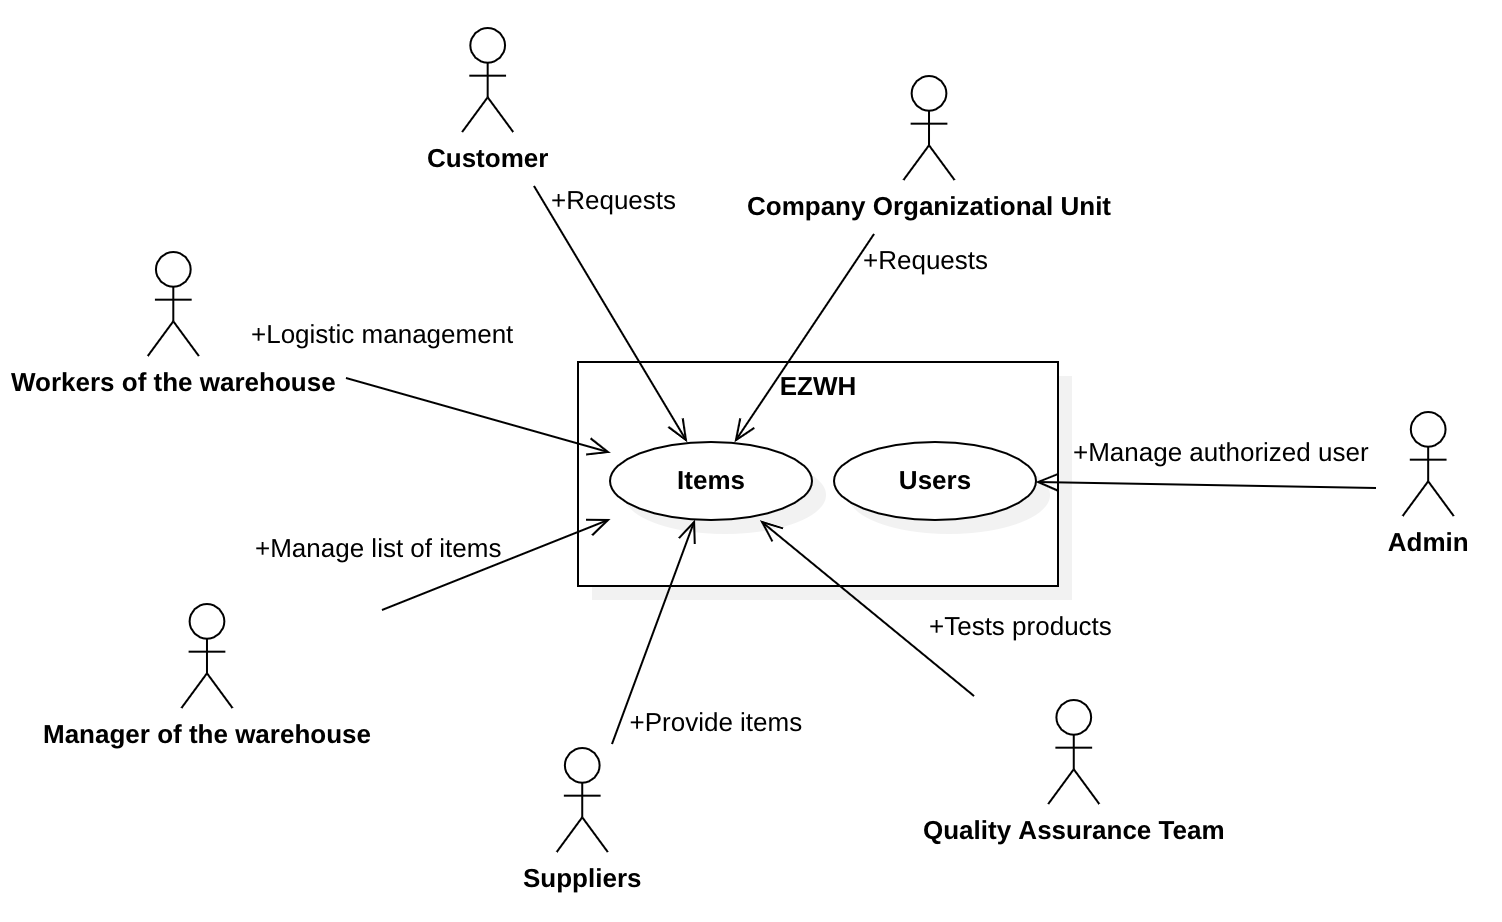 Customer
+Requests
Company Organizational Unit
+Requests
+Logistic management
Workers of the warehouse
EZWH
Items
Users
+Manage authorized user
Admin
+Manage list of items
Manager of the warehouse
+Tests products
+Provide items
Quality Assurance Team
Suppliers